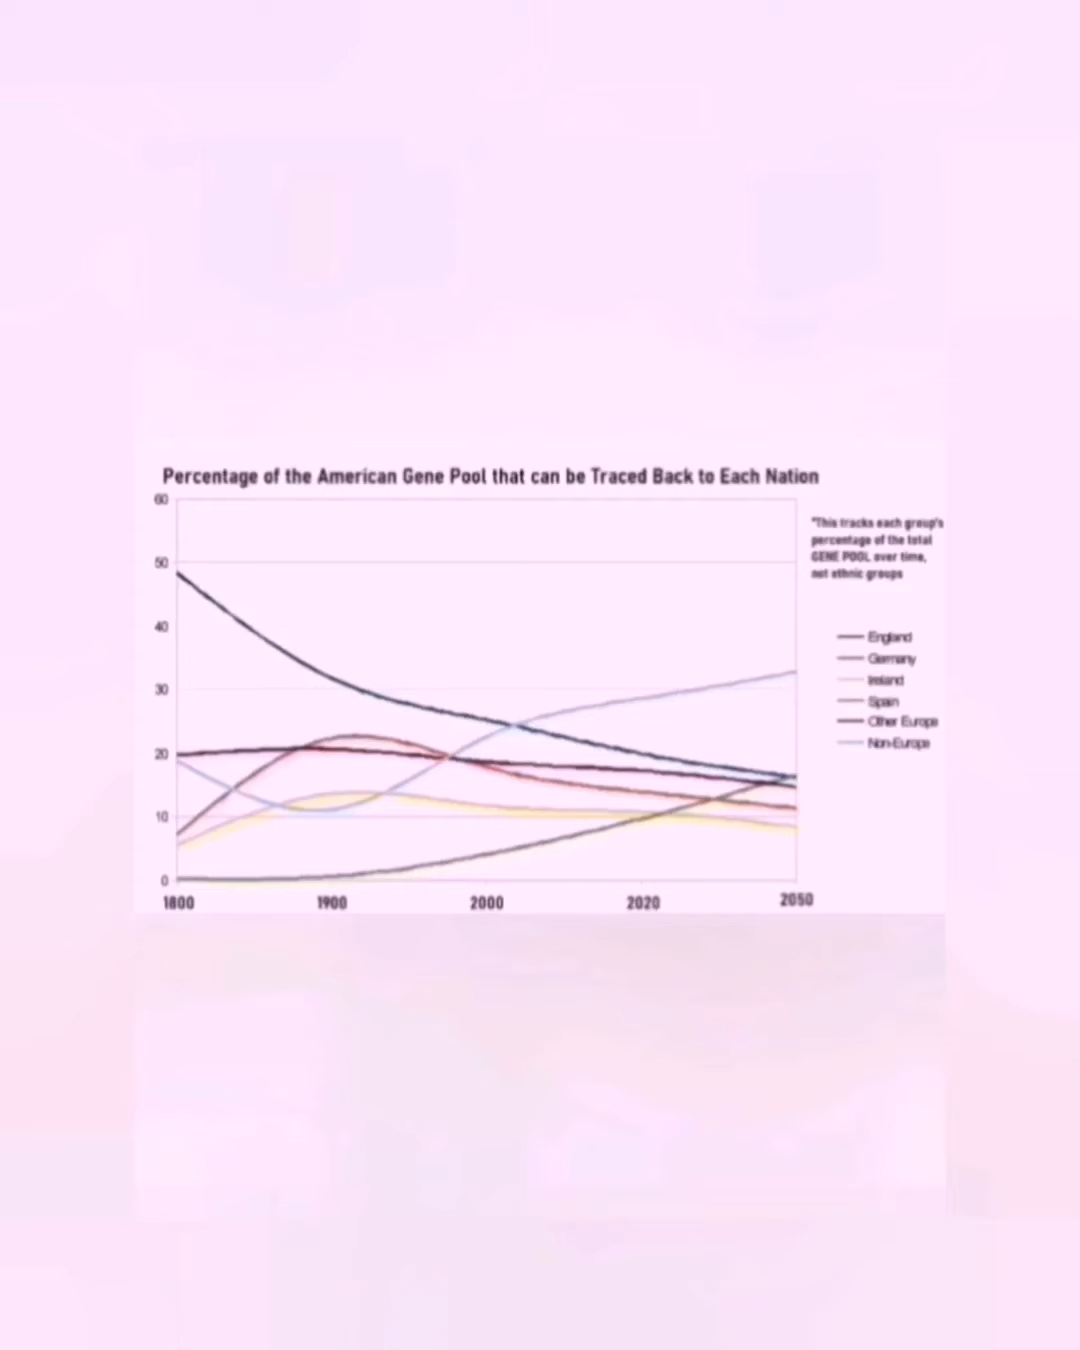 Percentage of the American Gene Pool that can be Traced Back to Each Nation
60
50
40
30
20
10
0
1800 1900 2000 2020 2050
*This tracks each group's
percentage of the total
GENE POOL over time,
not ethnic groups
England
Germany
Ireland
Spain
Other Europe
Non-Europe